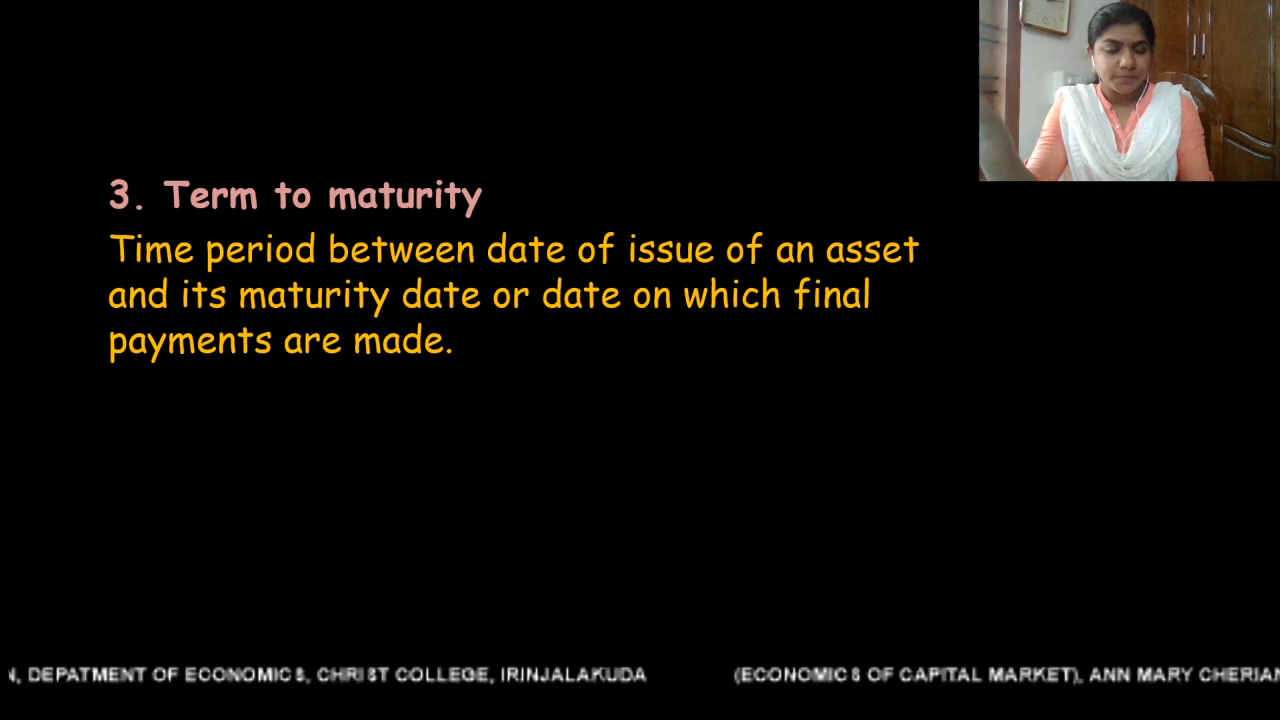 3. Term to maturity
Time period between date of issue of an asset
and its maturity date or date on which final
payments are made.
N, DEPATMENT OF ECONOMICS, CHRIST COLLEGE, IRINJALAKUDA (ECONOMICS OF CAPITAL MARKET), ANN MARY CHERIAN